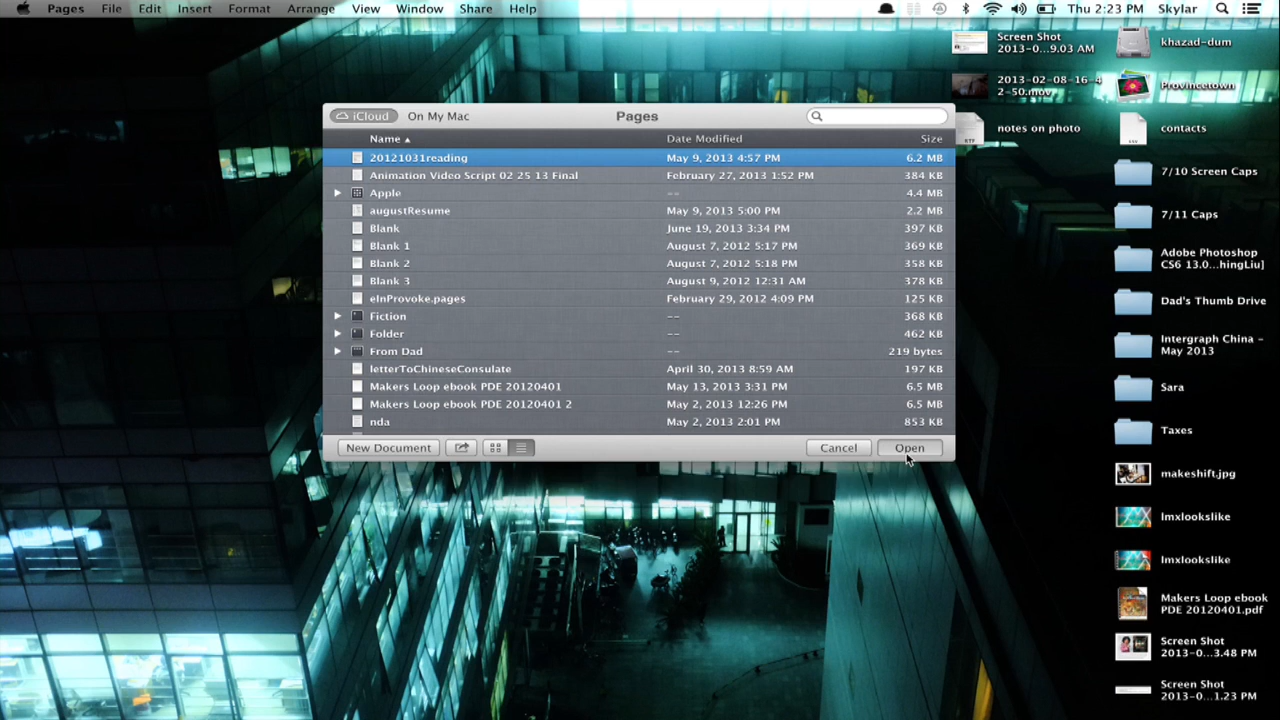 Pages File Edit Insert Format Arrange View Window Share Help Thu 2:23 PM Skylar
iCloud On My Mac Pages
Name Date Modified Size
20121031reading May 9, 2013 4:57 PM 6.2 MB
Animation Video Script 02 25 13 Final February 27, 2013 1:52 PM 384 KB
Apple -- 4.4 MB
augustResume May 9, 2013 5:00 PM 2.2 MB
Blank June 19, 2013 3:34 PM 397 KB
Blank 1 August 7, 2012 5:17 PM 369 KB
Blank 2 August 7, 2012 5:18 PM 358 KB
Blank 3 August 9, 2012 12:31 AM 378 KB
elnProvoke.pages February 29, 2012 4:09 PM 125 KB
Fiction -- 368 KB
Folder -- 462 KB
From Dad -- 219 bytes
letterToChineseConsulate April 30, 2013 8:59 AM 197 KB
Makers Loop ebook PDE 20120401 May 13, 2013 3:31 PM 6.5 MB
Makers Loop ebook PDE 20120401 2 May 2, 2013 12:26 PM 6.5 MB
nda May 2, 2013 2:01 PM 853 KB
New Document Cancel Open
Screen Shot
2013-0...9.03 AM
2013-02-08-16-4
2-50.mov
notes on photo
khazad-dum
Provincetown
contacts
7/10 Screen Caps
7/11 Caps
Adobe Photoshop
CS6 13.0...hingLiu]
Dad's Thumb Drive
Intergraph China –
May 2013
Sara
Taxes
makeshift.jpg
lmxlookslike
lmxlookslike
Makers Loop ebook
PDE 20120401.pdf
Screen Shot
2013-0...3.48 PM
Screen Shot
2013-0...1.23 PM